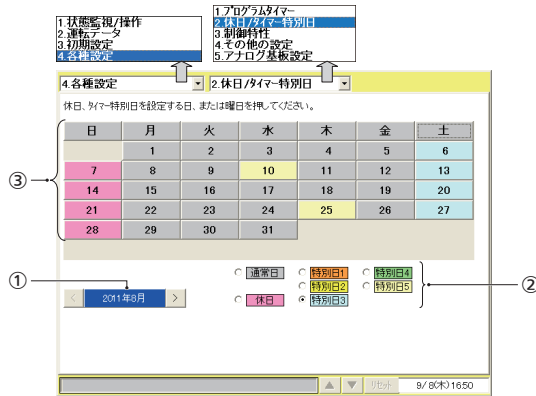 1.状態監視/操作
2.運転データ
3.初期設定
4.各種設定
1.プログラムタイマー
2.休日/タイマー特別日
3.制御特性
4.その他の設定
5.アナログ基板設定
4.各種設定
2.休日/タイマー特別日
休日、タイマー特別日を設定する日、または曜日を押してください。
日 月 火 水 木 金 土
1 2 3 4 5 6
7 8 9 10 11 12 13
14 15 16 17 18 19 20
21 22 23 24 25 26 27
28 29 30 31
③
①
< 2011年8月 >
通常日 特別日1 特別日4
特別日2 特別日5
休日 特別日3
②
リセット 9/ 8(木)16:50